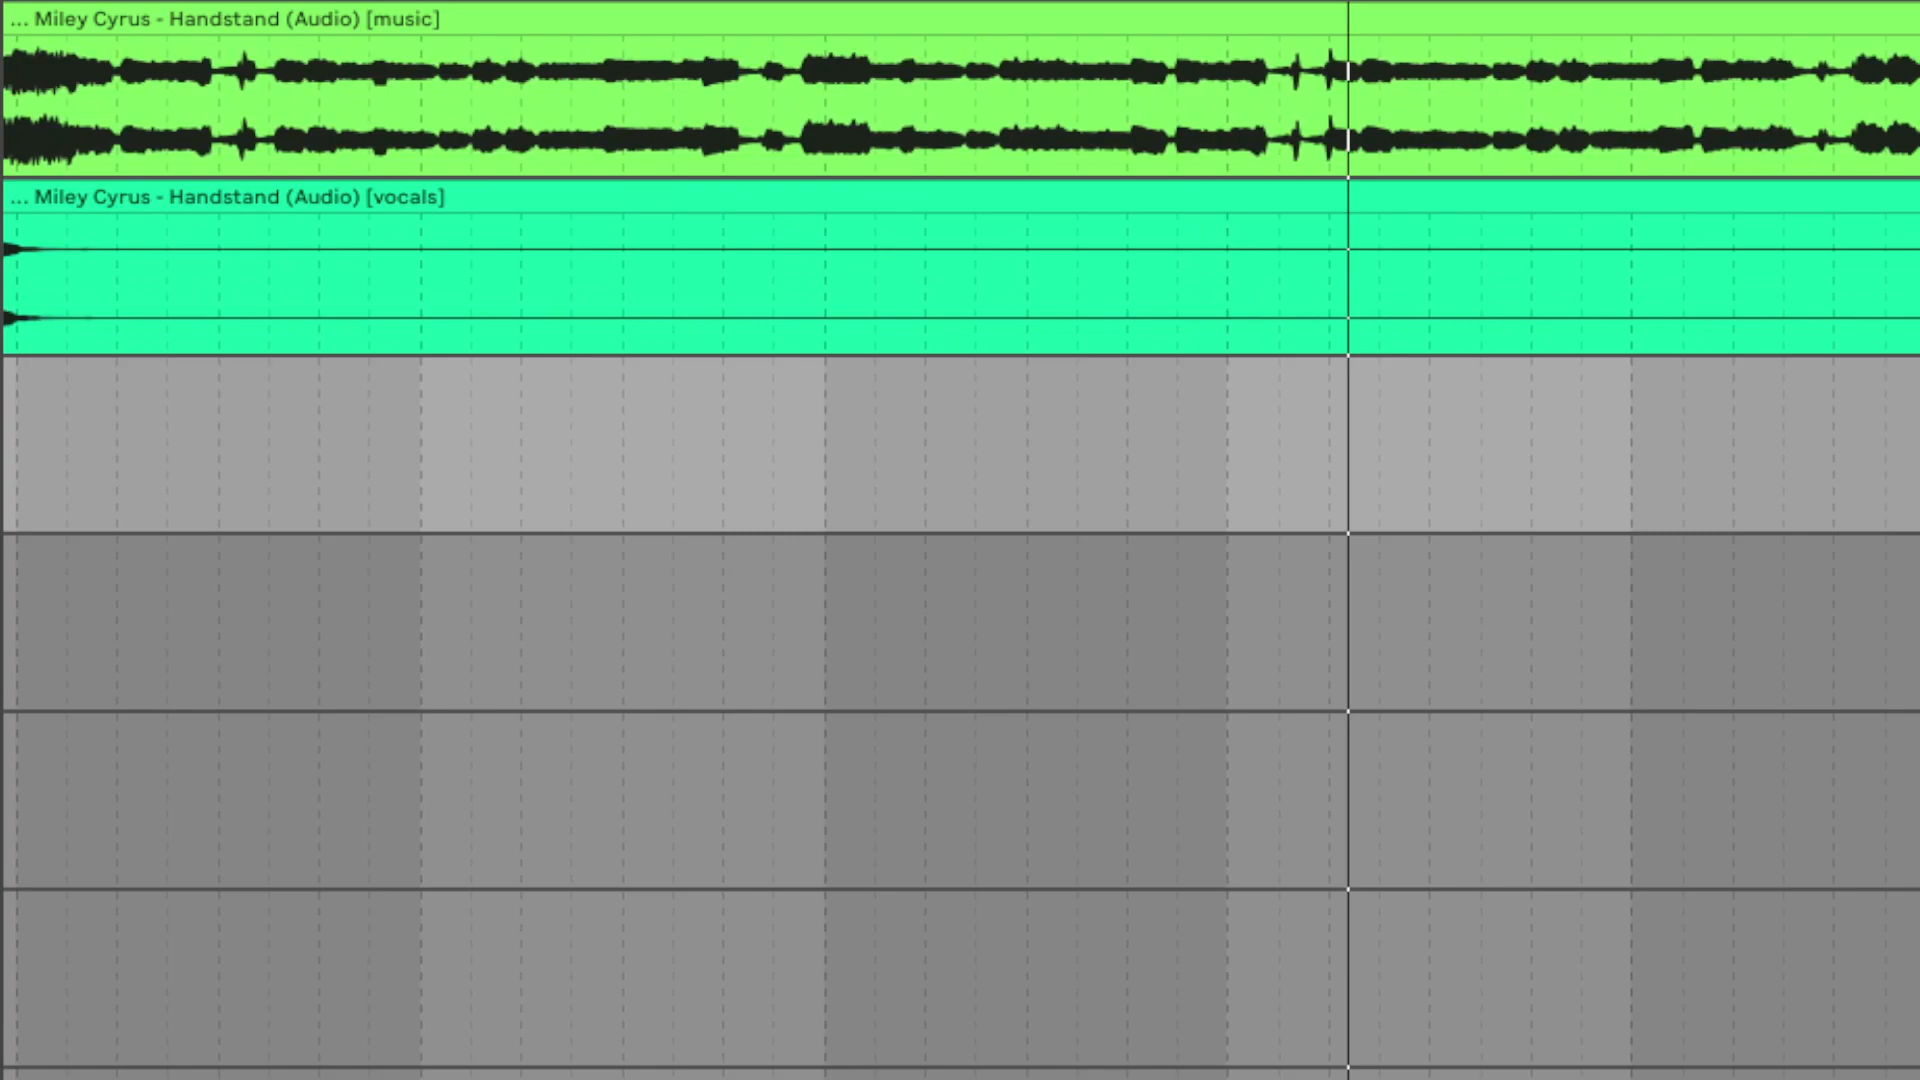 ... Miley Cyrus - Handstand (Audio) [music]
... Miley Cyrus - Handstand (Audio) [vocals]